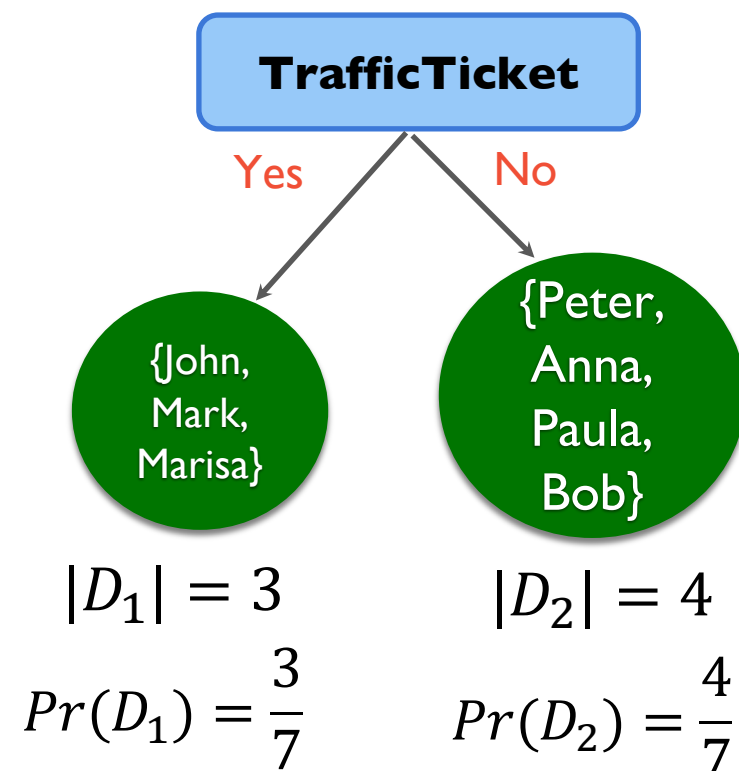 TrafficTicket
Yes
No
{John,
Mark,
Marisa}
{Peter,
Anna,
Paula,
Bob}
|D₁| = 3
|D₂| = 4
Pr(D₁) = 3/7
Pr(D₂) = 4/7